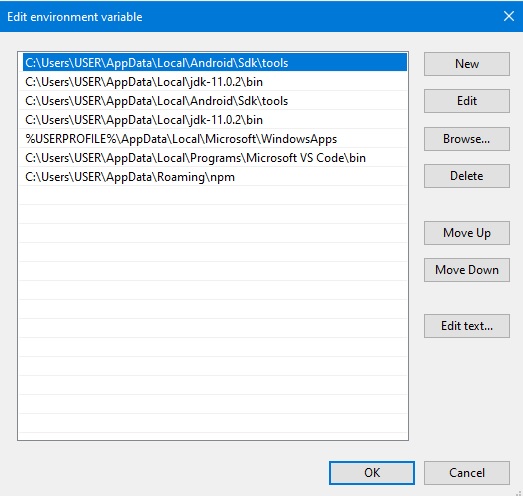 Edit environment variable
C:\Users\USER\AppData\Local\Android\Sdk\tools
C:\Users\USER\AppData\Local\jdk-11.0.2\bin
C:\Users\USER\AppData\Local\Android\Sdk\tools
C:\Users\USER\AppData\Local\jdk-11.0.2\bin
%USERPROFILE%\AppData\Local\Microsoft\WindowsApps
C:\Users\USER\AppData\Local\Programs\Microsoft VS Code\bin
C:\Users\USER\AppData\Roaming\npm
New
Edit
Browse...
Delete
Move Up
Move Down
Edit text...
OK
Cancel